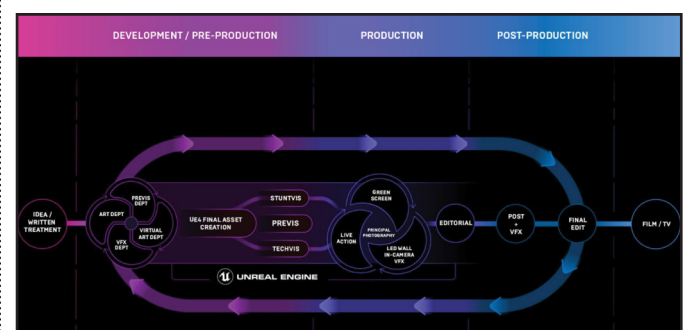 DEVELOPMENT / PRE-PRODUCTION
PRODUCTION
POST-PRODUCTION
IDEA /
WRITTEN
TREATMENT
PREVIS
DEPT
ART DEPT
VIRTUAL
ART DEPT
VFX
DEPT
UE4 FINAL ASSET
CREATION
STUNTVIS
PREVIS
TECHVIS
GREEN
SCREEN
LIVE
ACTION
PRINCIPAL
PHOTOGRAPHY
LED WALL
IN-CAMERA
VFX
EDITORIAL
POST
+
VFX
FINAL
EDIT
FILM / TV
UNREAL ENGINE